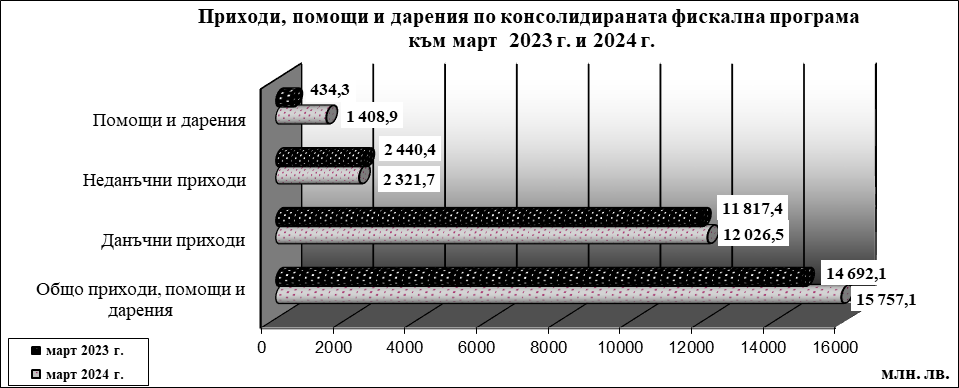 Приходи, помощи и дарения по консолидираната фискална програма
към март 2023 г. и 2024 г.
434,3
Помощи и дарения
1 408,9
2 440,4
Неданъчни приходи
2 321,7
11 817,4
Данъчни приходи
12 026,5
14 692,1
Общо приходи, помощи и
дарения
15 757,1
0 2000 4000 6000 8000 10000 12000 14000 16000
март 2023 г.
март 2024 г.
млн. лв.